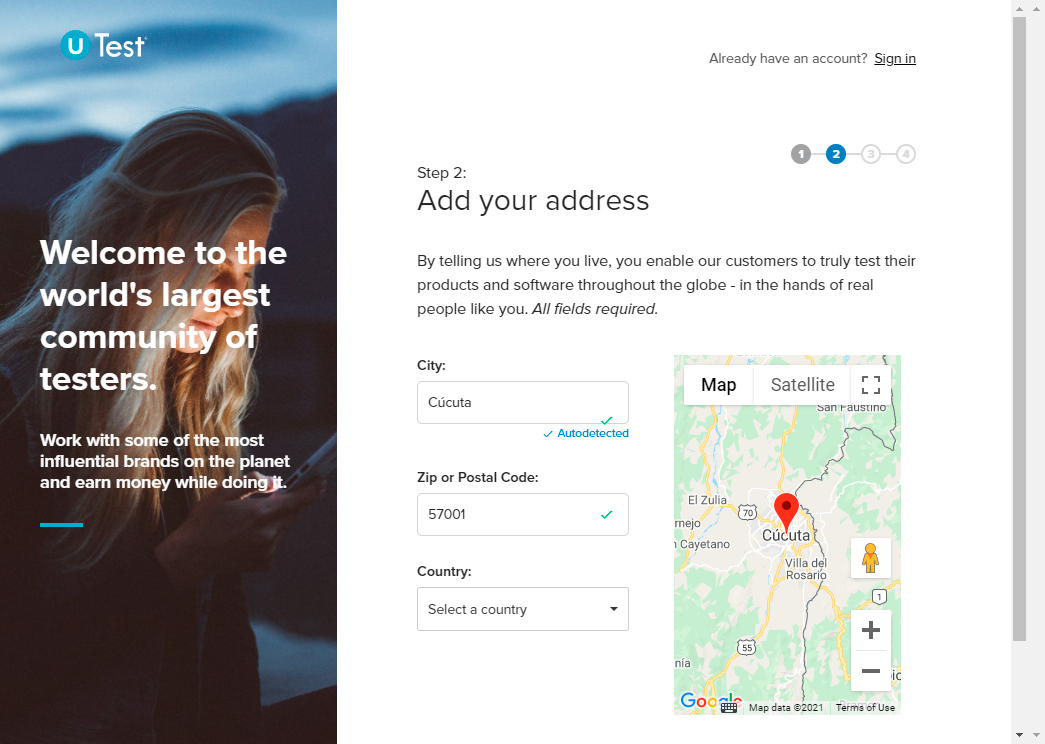 U Test
Already have an account? Sign in
1 2 3 4
Step 2:
Add your address
Welcome to the
world's largest
community of
testers.
Work with some of the most
influential brands on the planet
and earn money while doing it.
By telling us where you live, you enable our customers to truly test their
products and software throughout the globe - in the hands of real
people like you. All fields required.
City:
Cúcuta
Autodetected
Zip or Postal Code:
57001
Country:
Select a country
Map Satellite
San Faustino
El Zulia
70
rnejo
Cúcuta
n Cayetano
Villa del
Rosario
1
55
nía
Google
Map data ©2021 Terms of Use